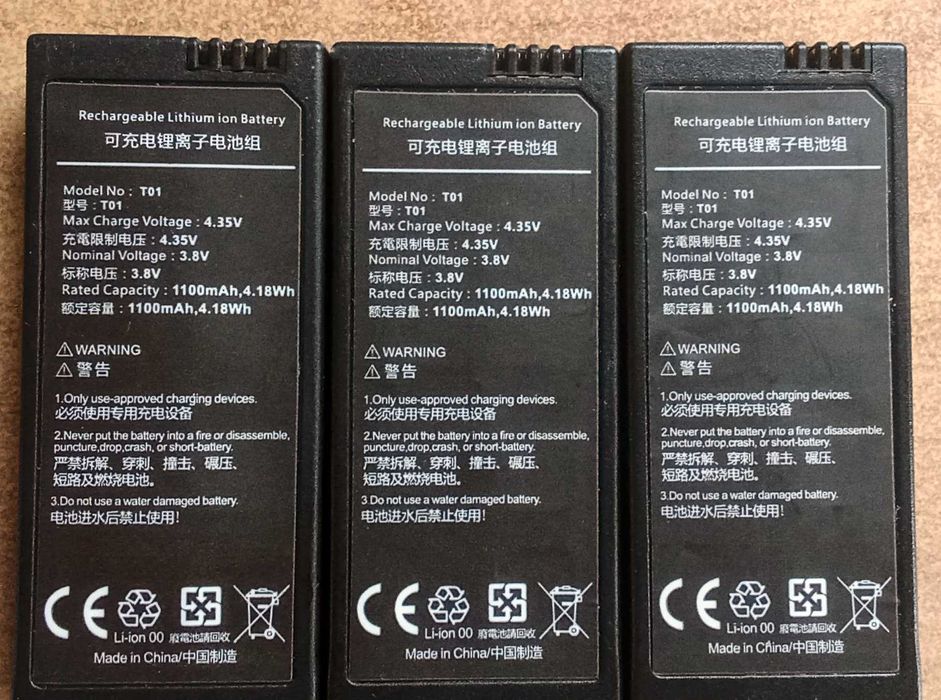 Rechargeable Lithium ion Battery
可充电锂离子电池组
Model No : T01
型号 : T01
Max Charge Voltage : 4.35V
充電限制电压 : 4.35V
Nominal Voltage : 3.8V
标称电压 : 3.8V
Rated Capacity : 1100mAh,4.18Wh
额定容量 : 1100mAh,4.18Wh
WARNING
警告
1.Only use-approved charging devices.
必须使用专用充电设备
2.Never put the battery into a fire or disassemble,
puncture,drop,crash, or short-battery.
严禁拆解、穿刺、撞击、碾压、
短路及燃烧电池。
3.Do not use a water damaged battery.
电池进水后禁止使用!
CE
Li-ion 00 廢電池請回收
Made in China/中国制造
Rechargeable Lithium ion Battery
可充电锂离子电池组
Model No : T01
型号 : T01
Max Charge Voltage : 4.35V
充電限制电压 : 4.35V
Nominal Voltage : 3.8V
标称电压 : 3.8V
Rated Capacity : 1100mAh,4.18Wh
额定容量 : 1100mAh,4.18Wh
WARNING
警告
1.Only use-approved charging devices.
必须使用专用充电设备
2.Never put the battery into a fire or disassemble,
puncture,drop,crash, or short-battery.
严禁拆解、穿刺、撞击、碾压、
短路及燃烧电池。
3 Do not use a water damaged battery.
电池进水后禁止使用!
CE
Li-ion 00 廢電池請回收
Made in China/中国制造
Rechargeable Lithium ion Battery
可充电锂离子电池组
Model No : T01
型号 : T01
Max Charge Voltage : 4.35V
充電限制电压 : 4.35V
Nominal Voltage : 3.8V
标称电压 : 3.8V
Rated Capacity : 1100mAh,4.18Wh
额定容量 : 1100mAh,4.18Wh
WARNING
警告
1.Only use-approved charging devices.
必须使用专用充电设备
2.Never put the battery into a fire or disassemble,
puncture,drop,crash, or short-battery.
严禁拆解、穿刺、撞击、碾压、
短路及燃烧电池。
3.Do not use a water damaged battery.
电池进水后禁止使用!
CE
Li-ion 00 廢電池請回收
Made in China/中国制造